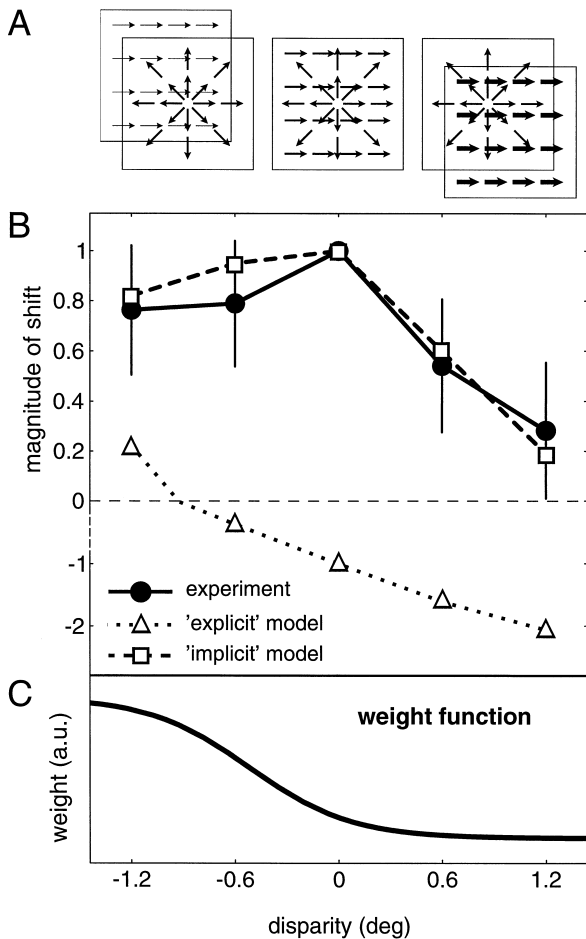 A
B
1
0.8
0.6
0.4
0.2
0
-1
-2
magnitude of shift
experiment
'explicit' model
'implicit' model
C
weight function
weight (a.u.)
-1.2 -0.6 0 0.6 1.2
disparity (deg)